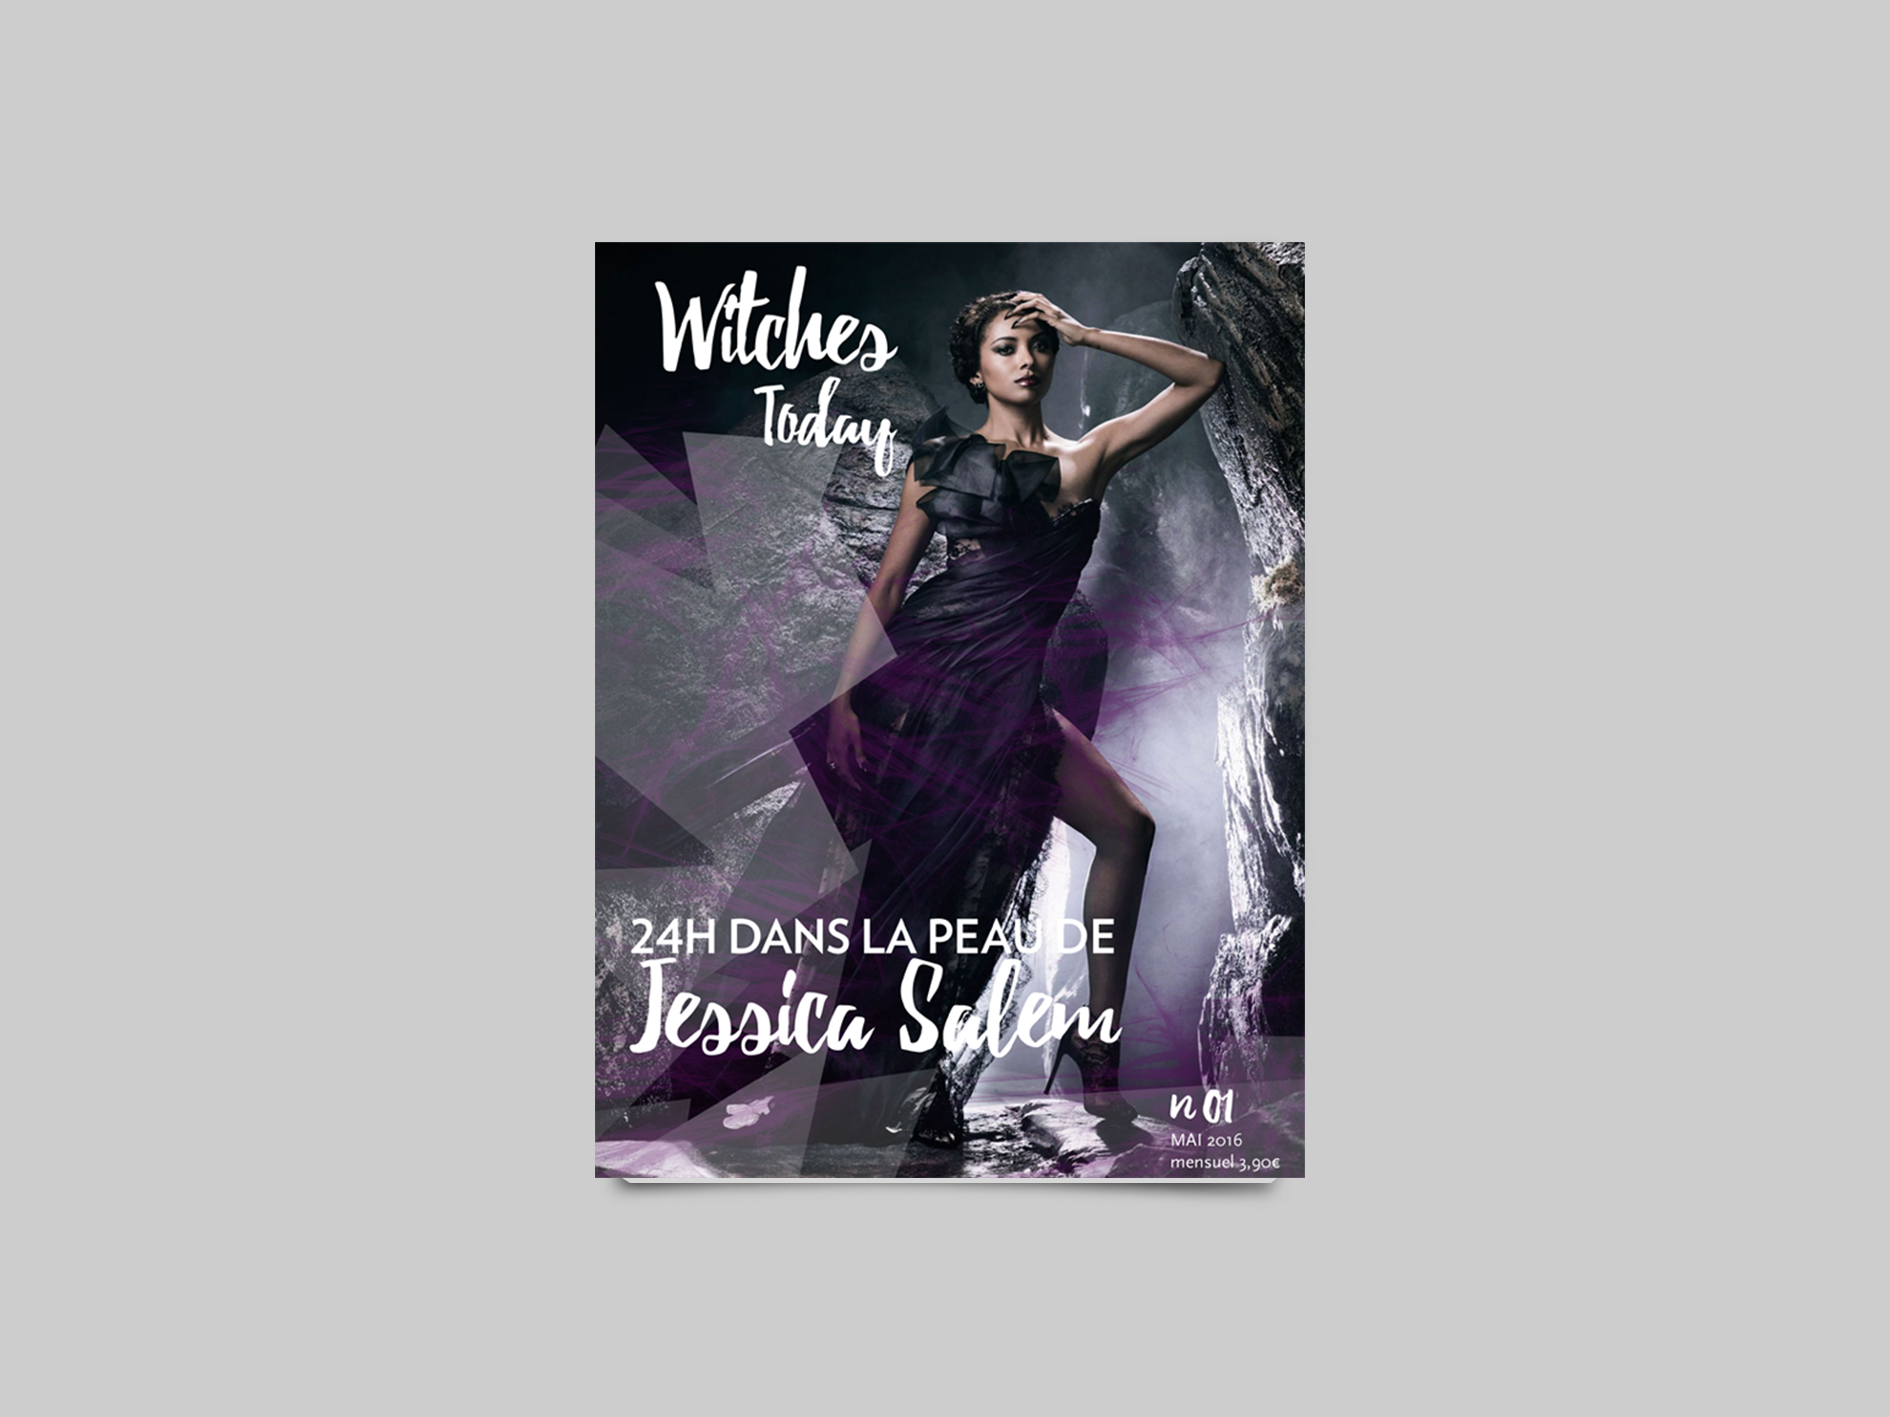 Witches
Today
24H DANS LA PEAU DE
Jessica Salem
n 01
MAI 2016
mensuel 3,90€